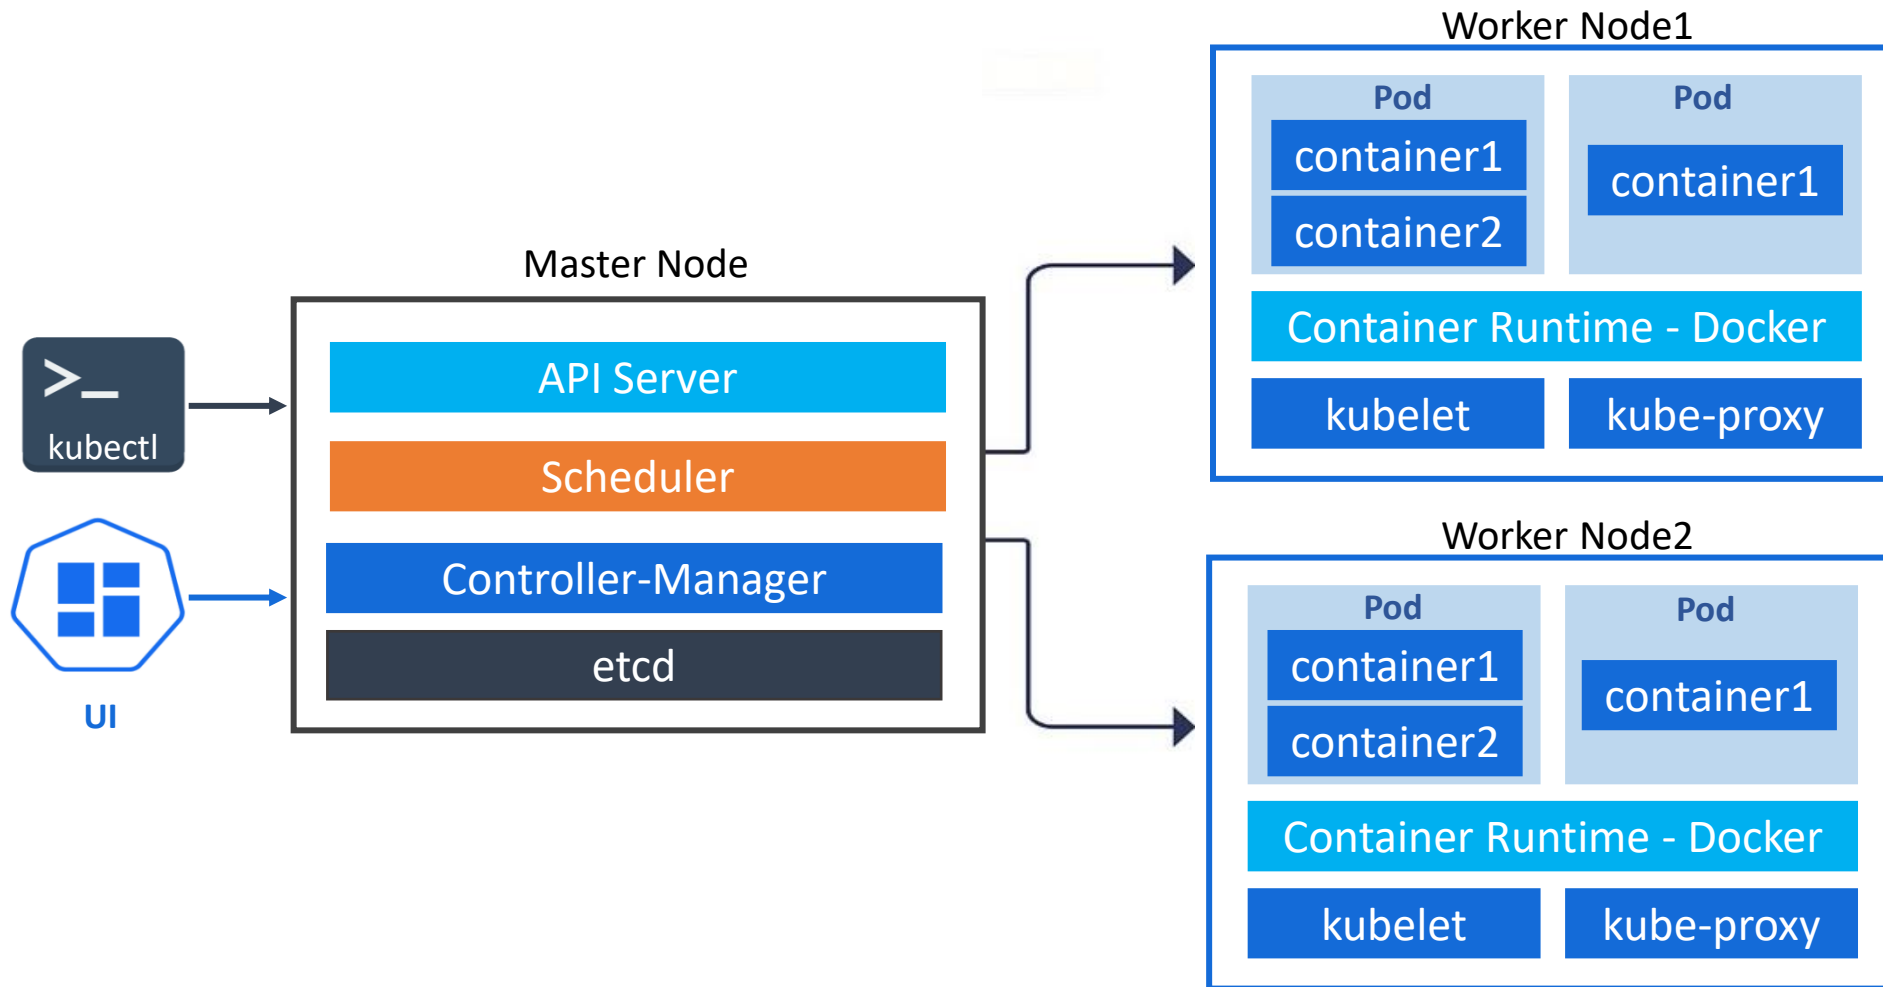 >_
kubectl
UI
Master Node
API Server
Scheduler
Controller-Manager
etcd
Worker Node1
Pod
container1
container2
Pod
container1
Container Runtime - Docker
kubelet
kube-proxy
Worker Node2
Pod
container1
container2
Pod
container1
Container Runtime - Docker
kubelet
kube-proxy